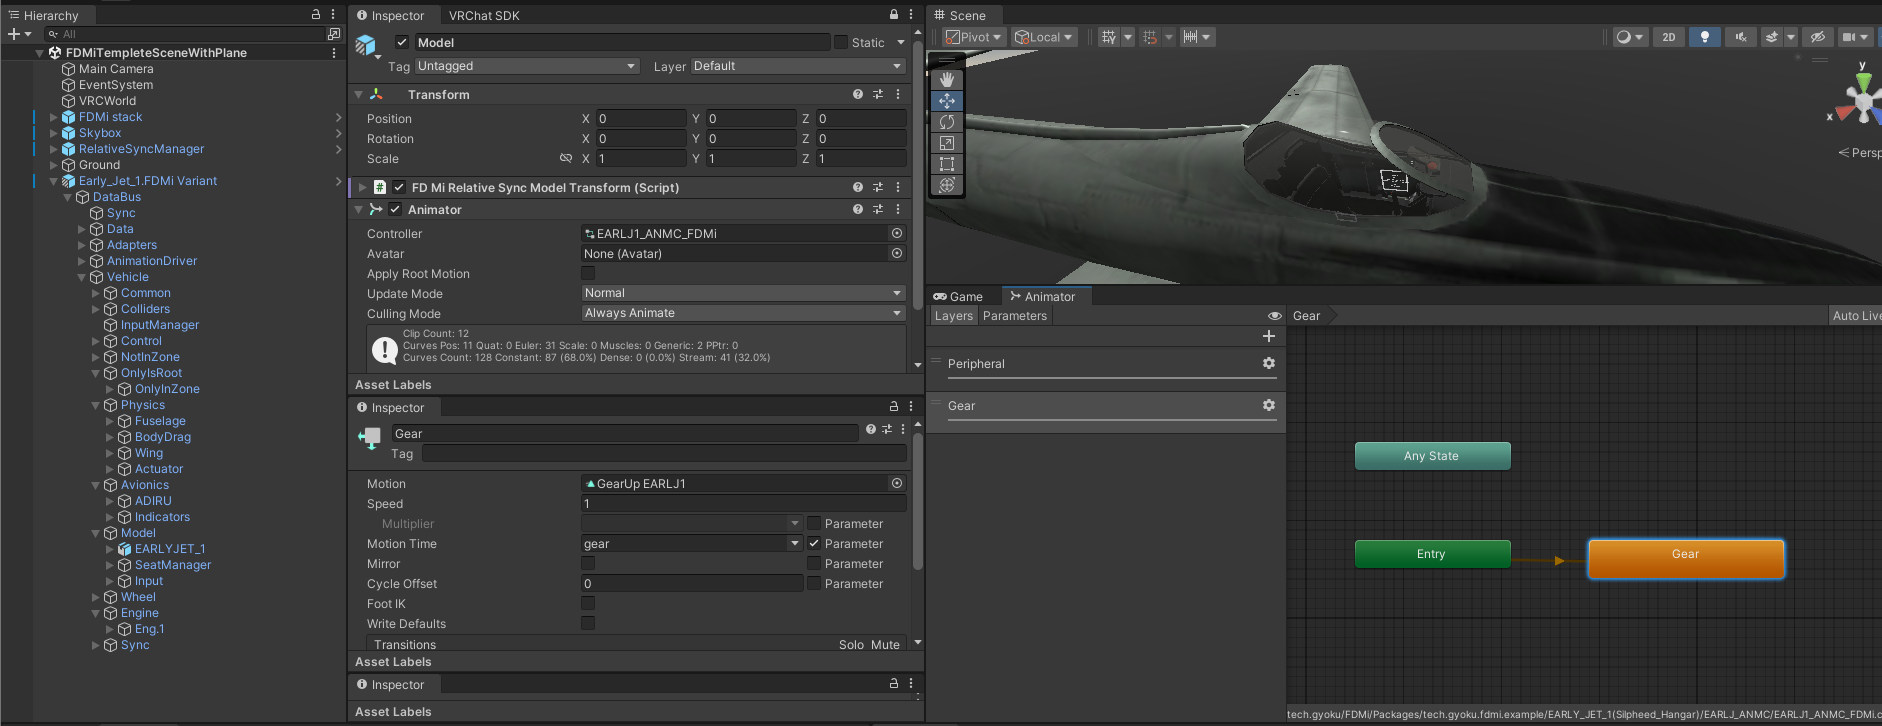 Hierarchy
All
FDMiTempleteSceneWithPlane
Main Camera
EventSystem
VRCWorld
FDMi stack
Skybox
RelativeSyncManager
Ground
Early_Jet_1.FDMi Variant
DataBus
Sync
Data
Adapters
AnimationDriver
Vehicle
Common
Colliders
InputManager
Control
NotInZone
OnlyIsRoot
OnlyInZone
Physics
Fuselage
BodyDrag
Wing
Actuator
Avionics
ADIRU
Indicators
Model
EARLYJET_1
SeatManager
Input
Wheel
Engine
Eng.1
Sync
Inspector VRChat SDK
Model Static
Tag Untagged Layer Default
Transform
Position X 0 Y 0 Z 0
Rotation X 0 Y 0 Z 0
Scale X 1 Y 1 Z 1
# FD Mi Relative Sync Model Transform (Script)
Animator
Controller EARLJ1_ANMC_FDMi
Avatar None (Avatar)
Apply Root Motion
Update Mode Normal
Culling Mode Always Animate
Clip Count: 12
Curves Pos: 11 Quat: 0 Euler: 31 Scale: 0 Muscles: 0 Generic: 2 PPtr: 0
Curves Count: 128 Constant: 87 (68.0%) Dense: 0 (0.0%) Stream: 41 (32.0%)
Asset Labels
Inspector
Gear
Tag
Motion GearUp EARLJ1
Speed 1
Multiplier Parameter
Motion Time gear Parameter
Mirror Parameter
Cycle Offset 0 Parameter
Foot IK
Write Defaults
Transitions Solo Mute
Asset Labels
Inspector
Asset Labels
Scene
Pivot Local 2D
y
x
Persp
Game Animator
Layers Parameters Gear Auto Live
Peripheral
Gear
Any State
Entry
Gear
tech.gyoku/FDMi/Packages/tech.gyoku.fdmi.example/EARLY_JET_1(Silpheed_Hangar)/EARLJ_ANMC/EARLJ1_ANMC_FDMi.c